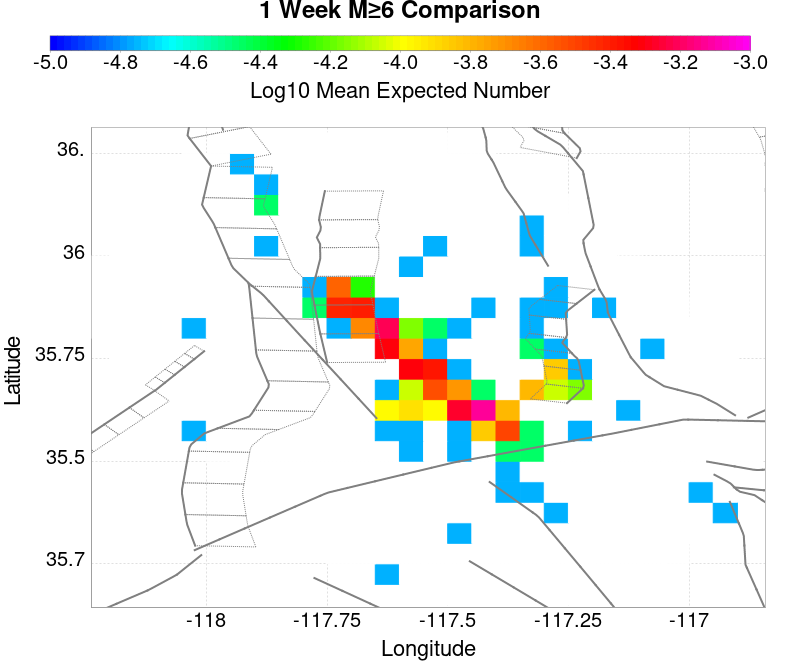 1 Week M≥6 Comparison
-5.0 -4.8 -4.6 -4.4 -4.2 -4.0 -3.8 -3.6 -3.4 -3.2 -3.0
Log10 Mean Expected Number
36.
36
35.75
35.5
35.7
Latitude
-118 -117.75 -117.5 -117.25 -117
Longitude